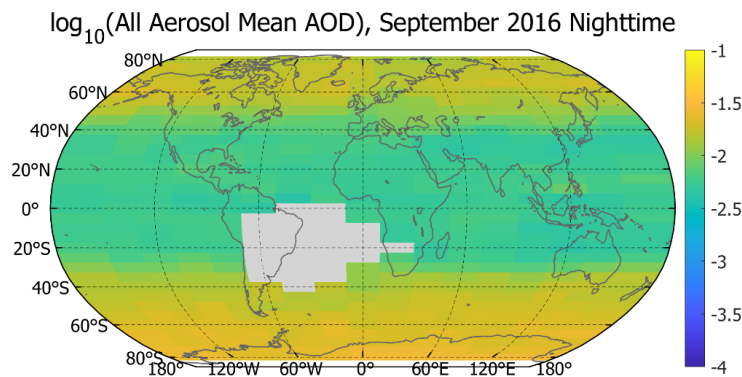 log10(All Aerosol Mean AOD), September 2016 Nighttime
80°N
60°N
40°N
20°N
0°
20°S
40°S
60°S
80°S
180° 120°W 60°W 0° 60°E 120°E 180°
-1
-1.5
-2
-2.5
-3
-3.5
-4